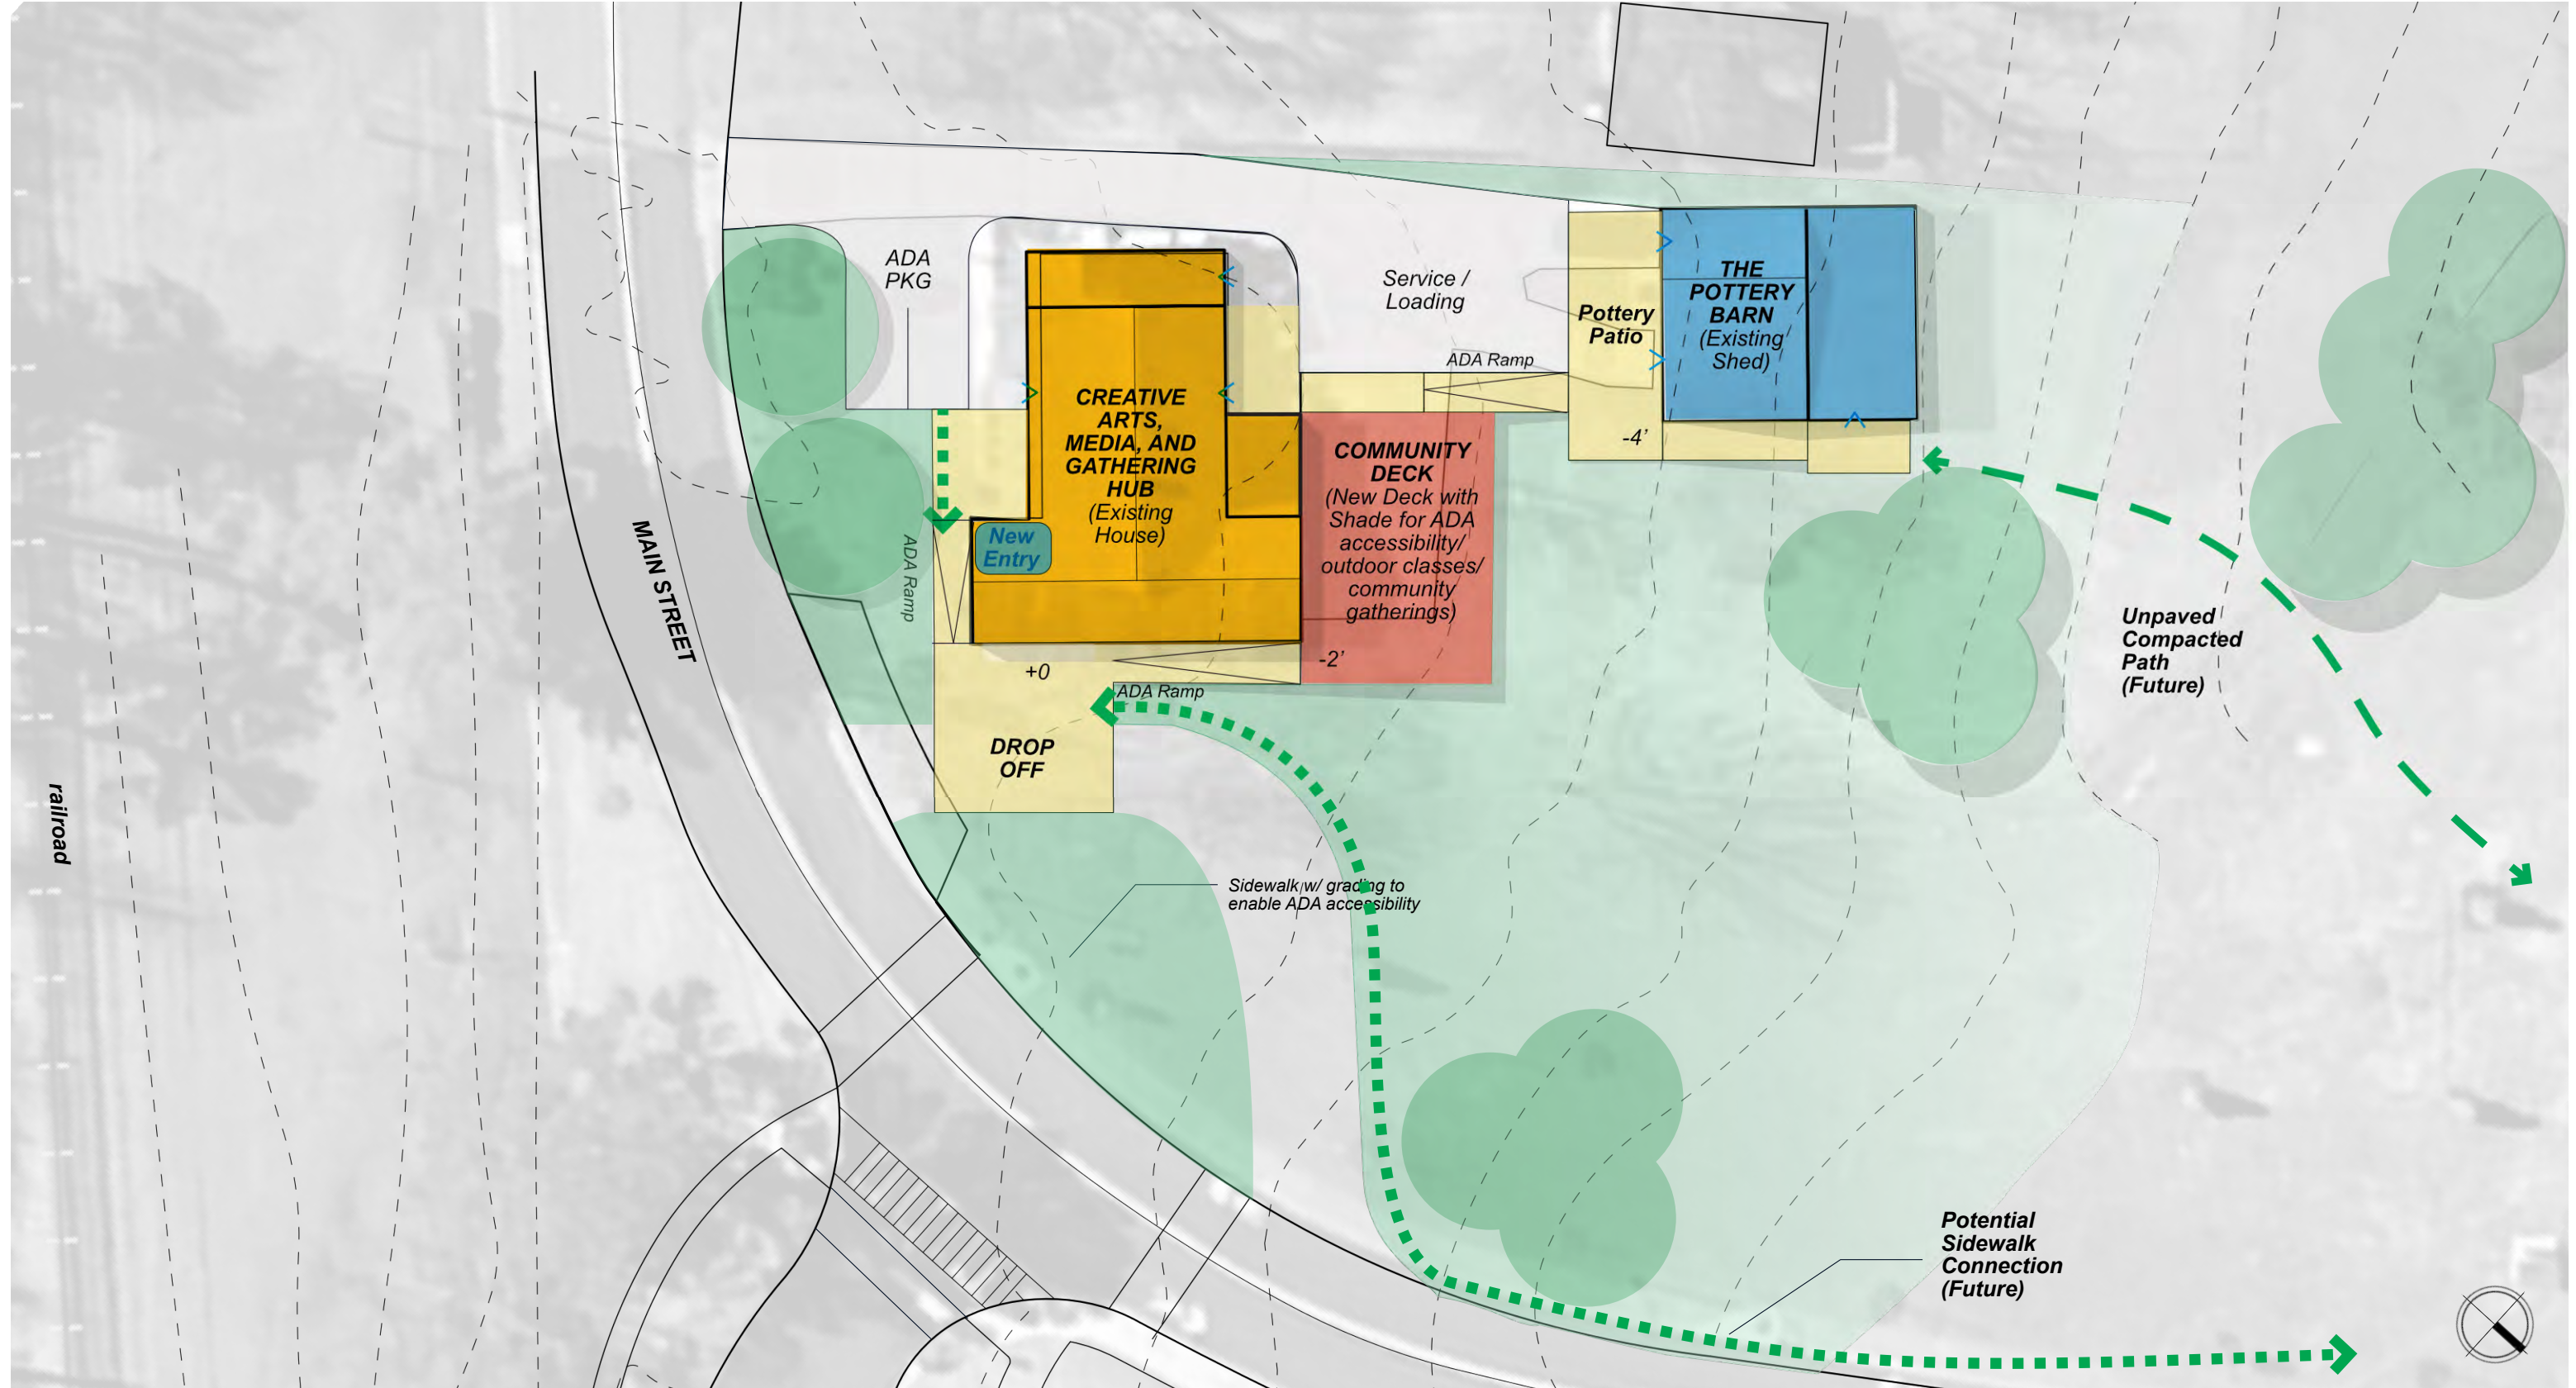 ADA
PKG
Service /
Loading
THE
POTTERY
BARN
(Existing
Shed)
Pottery
Patio
ADA Ramp
CREATIVE
ARTS,
MEDIA, AND
GATHERING
HUB
(Existing
House)
-4’
COMMUNITY
DECK
(New Deck with
Shade for ADA
accessibility/
outdoor classes/
community
gatherings)
New
Entry
ADA Ramp
MAIN STREET
Unpaved
Compacted
Path
(Future)
+0
-2’
ADA Ramp
DROP
OFF
railroad
Sidewalk w/ grading to
enable ADA accessibility
Potential
Sidewalk
Connection
(Future)